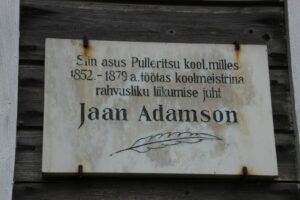 Siin asus Pulleritsu kool, milles
1852.-1879 a. töötas koolmeistrina
rahvusliku liikumise juht
Jaan Adamson